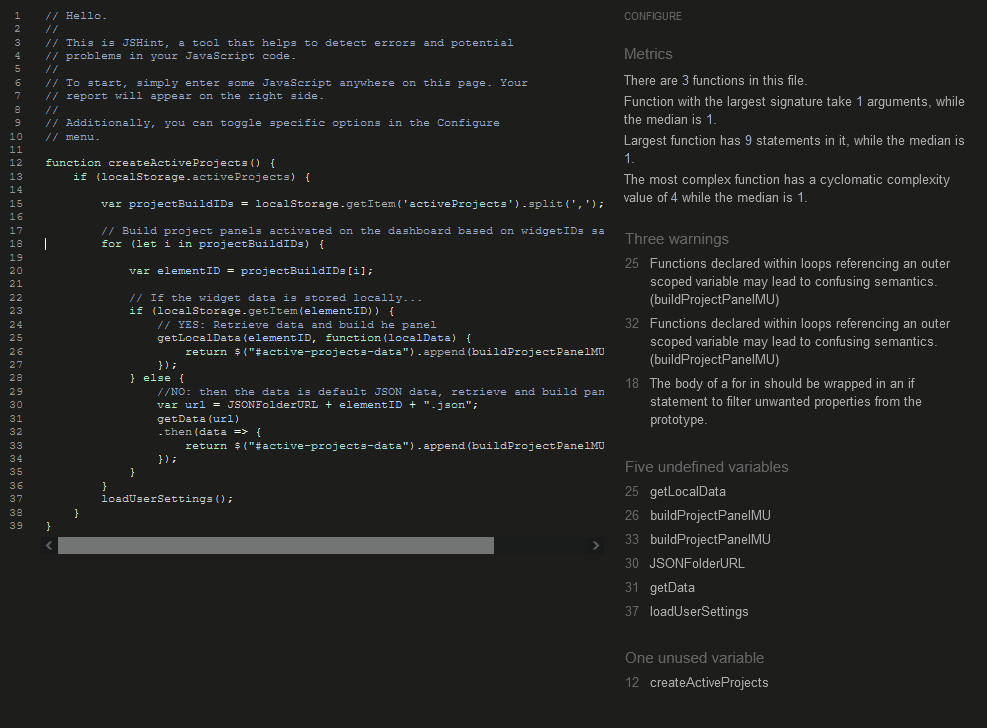 1 // Hello.
2 //
3 // This is JSHint, a tool that helps to detect errors and potential
4 // problems in your JavaScript code.
5 //
6 // To start, simply enter some JavaScript anywhere on this page. Your
7 // report will appear on the right side.
8 //
9 // Additionally, you can toggle specific options in the Configure
10 // menu.
11
12 function createActiveProjects() {
13     if (localStorage.activeProjects) {
14
15         var projectBuildIDs = localStorage.getItem('activeProjects').split(',');
16
17         // Build project panels activated on the dashboard based on widgetIDs sa
18         for (let i in projectBuildIDs) {
19
20             var elementID = projectBuildIDs[i];
21
22             // If the widget data is stored locally...
23             if (localStorage.getItem(elementID)) {
24                 // YES: Retrieve data and build he panel
25                 getLocalData(elementID, function(localData) {
26                     return $("#active-projects-data").append(buildProjectPanelMU
27                 });
28             } else {
29                 //NO: then the data is default JSON data, retrieve and build pan
30                 var url = JSONFolderURL + elementID + ".json";
31                 getData(url)
32                 .then(data => {
33                     return $("#active-projects-data").append(buildProjectPanelMU
34                 });
35             }
36         }
37         loadUserSettings();
38     }
39 }
CONFIGURE
Metrics
There are 3 functions in this file.
Function with the largest signature take 1 arguments, while
the median is 1.
Largest function has 9 statements in it, while the median is
1.
The most complex function has a cyclomatic complexity
value of 4 while the median is 1.
Three warnings
25 Functions declared within loops referencing an outer
scoped variable may lead to confusing semantics.
(buildProjectPanelMU)
32 Functions declared within loops referencing an outer
scoped variable may lead to confusing semantics.
(buildProjectPanelMU)
18 The body of a for in should be wrapped in an if
statement to filter unwanted properties from the
prototype.
Five undefined variables
25 getLocalData
26 buildProjectPanelMU
33 buildProjectPanelMU
30 JSONFolderURL
31 getData
37 loadUserSettings
One unused variable
12 createActiveProjects